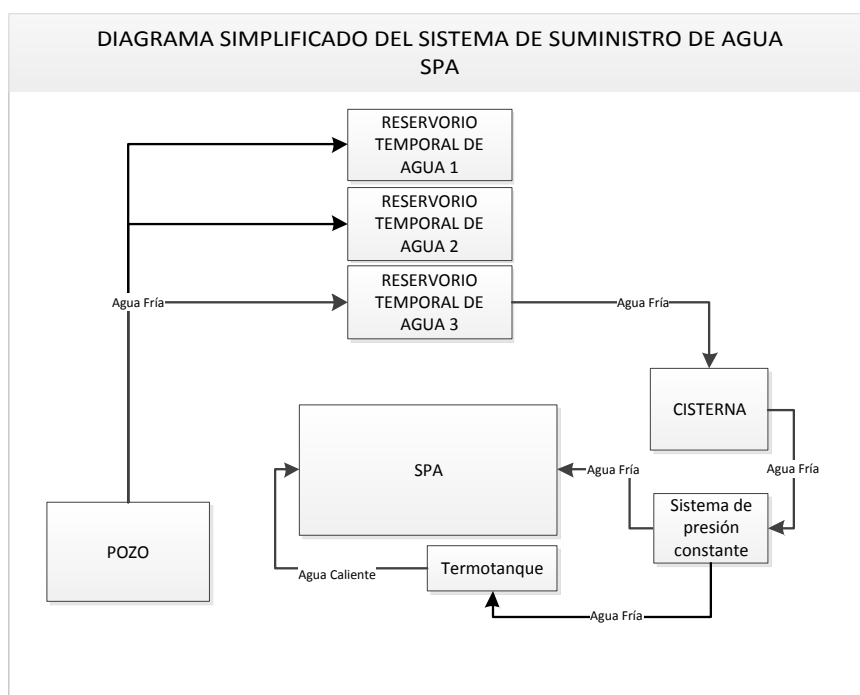 DIAGRAMA SIMPLIFICADO DEL SISTEMA DE SUMINISTRO DE AGUA
SPA
RESERVORIO
TEMPORAL DE
AGUA 1
RESERVORIO
TEMPORAL DE
AGUA 2
RESERVORIO
TEMPORAL DE
AGUA 3
Agua Fría
Agua Fría
CISTERNA
SPA
Agua Fría
Agua Fría
Sistema de
presión
constante
POZO
Termotanque
Agua Caliente
Agua Fría